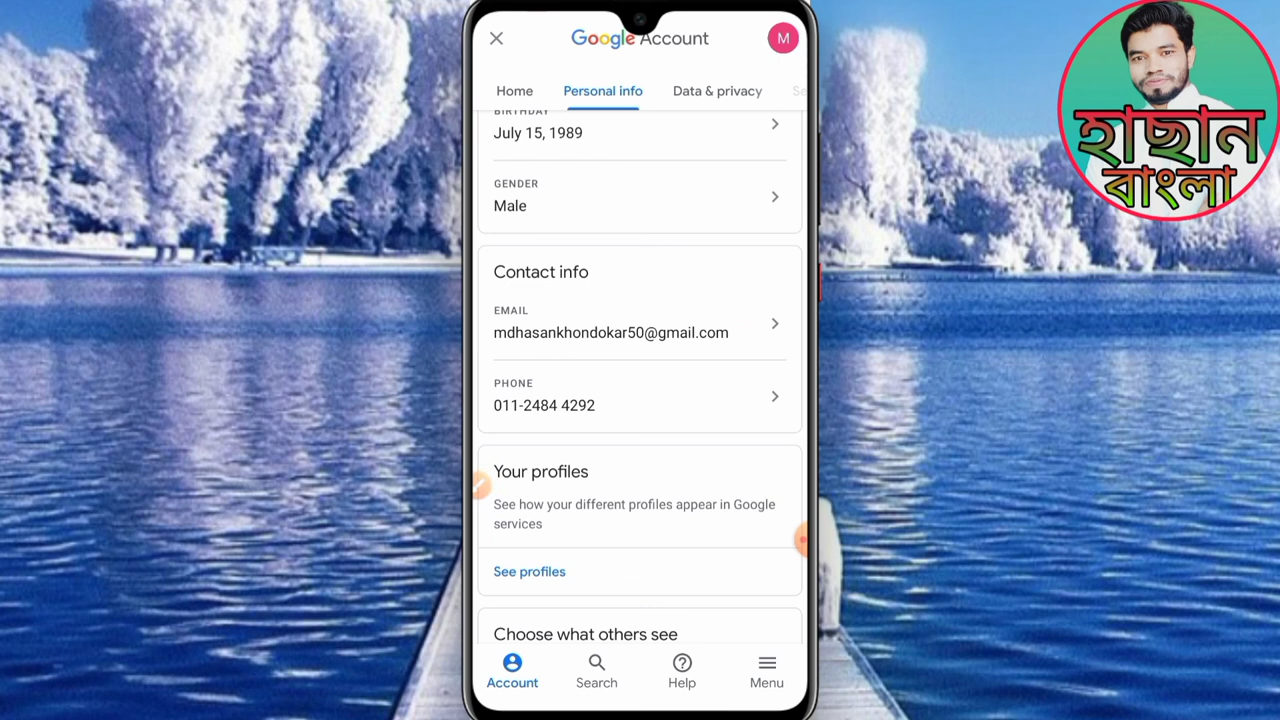 Google Account
M
Home
Personal info
Data & privacy
BIRTHDAY
July 15, 1989
GENDER
Male
Contact info
EMAIL
mdhasankhondokar50@gmail.com
PHONE
011-2484 4292
Your profiles
See how your different profiles appear in Google
services
See profiles
Choose what others see
Account
Search
Help
Menu
হাছান
বাংলা